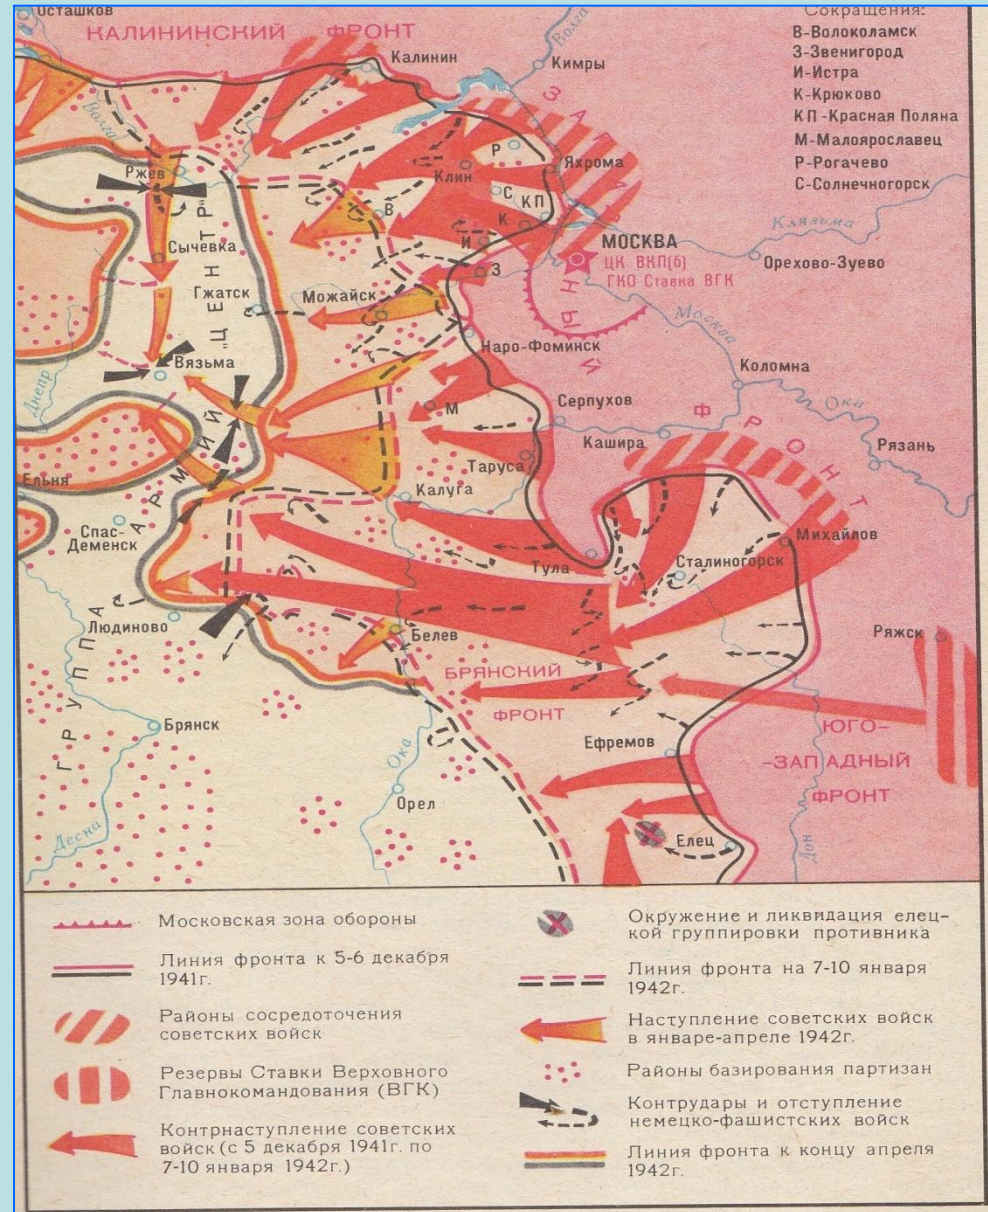 Осташков
КАЛИНИНСКИЙ ФРОНТ
Калинин
Волга
Кимры
Сокращения:
В-Волоколамск
З-Звенигород
И-Истра
К-Крюково
КП-Красная Поляна
М-Малоярославец
Р-Рогачево
С-Солнечногорск
ЗАПАДНЫЙ ФРОНТ
Волга
Ржев
Клин
Р
Яхрома
С
КП
К
В
И
З
Клязьма
МОСКВА
ЦК ВКП(б)
ГКО Ставка ВГК
Орехово-Зуево
Сычевка
Гжатск
Можайск
Москва
Наро-Фоминск
Вязьма
Днепр
Коломна
М
Серпухов
Ока
Кашира
Рязань
Таруса
Ельня
Калуга
ГРУППА АРМИЙ "ЦЕНТР"
Спас-
Деменск
Тула
Сталиногорск
Михайлов
Людиново
Белев
Ряжск
БРЯНСКИЙ
ФРОНТ
Брянск
ЮГО-
-ЗАПАДНЫЙ
ФРОНТ
Ефремов
Ока
Орел
Десна
Елец
Дон
Московская зона обороны
Линия фронта к 5-6 декабря
1941г.
Районы сосредоточения
советских войск
Резервы Ставки Верховного
Главнокомандования (ВГК)
Контрнаступление советских
войск (с 5 декабря 1941г. по
7-10 января 1942г.)
Окружение и ликвидация елец-
кой группировки противника
Линия фронта на 7-10 января
1942г.
Наступление советских войск
в январе-апреле 1942г.
Районы базирования партизан
Контрудары и отступление
немецко-фашистских войск
Линия фронта к концу апреля
1942г.